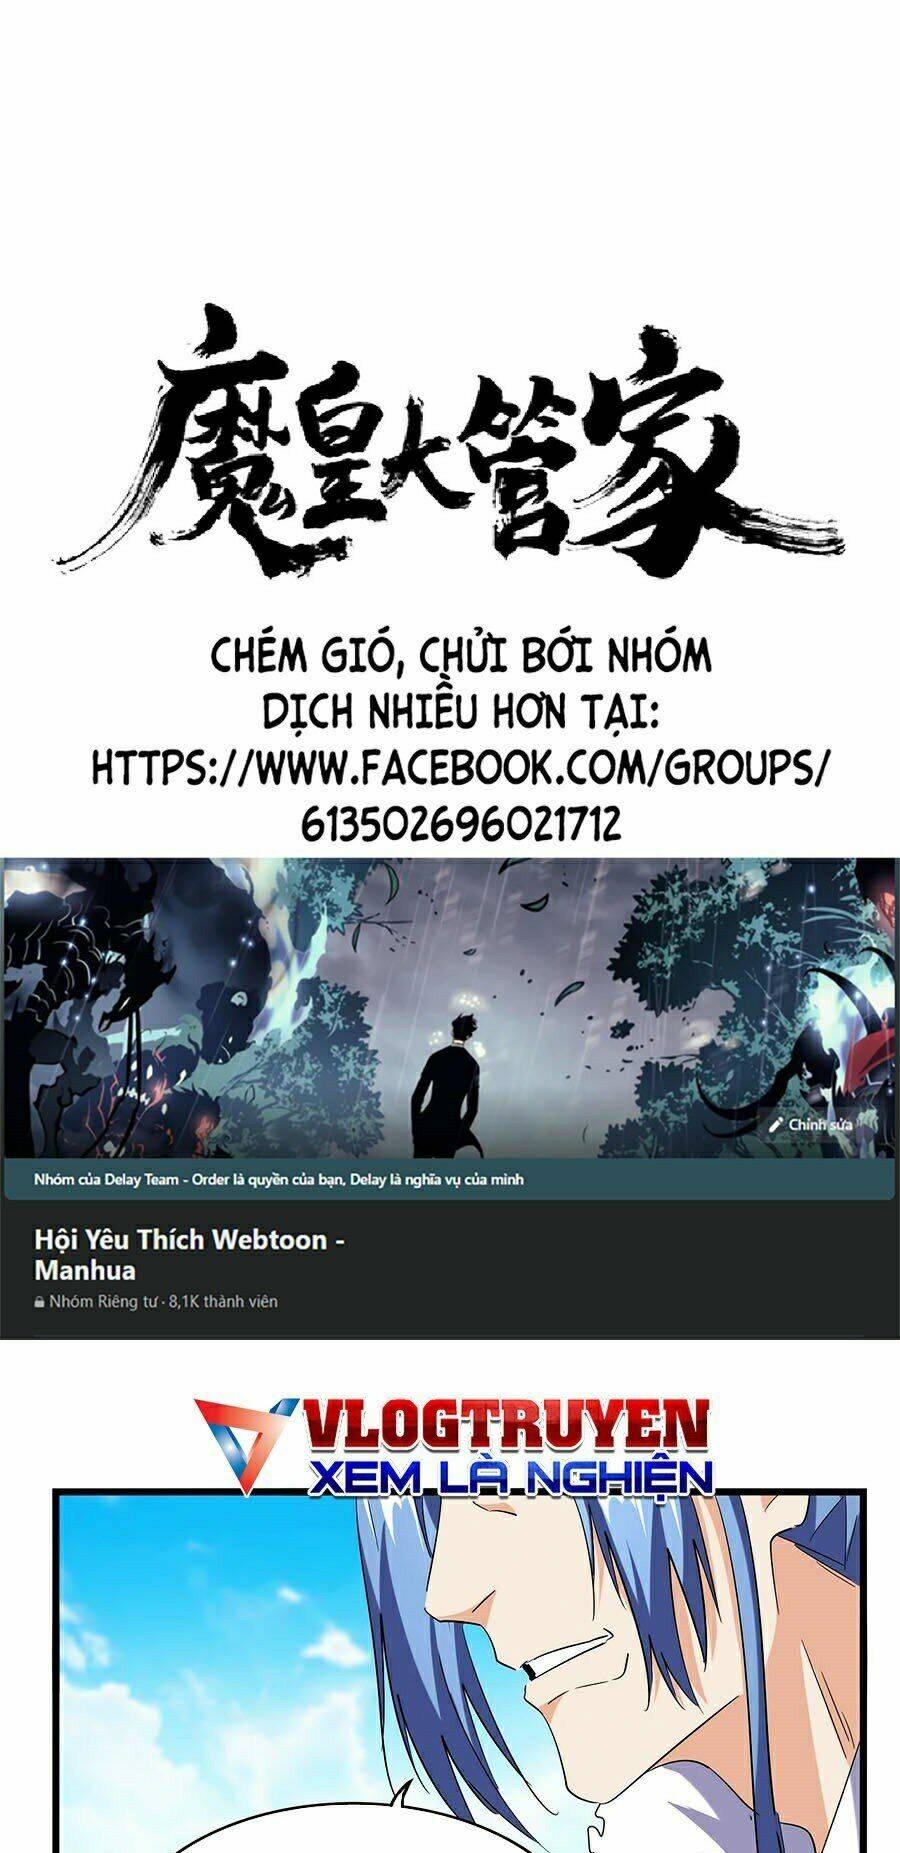 魔皇大管家
CHÉM GIÓ, CHỬI BỚI NHÓM
DỊCH NHIỀU HƠN TẠI:
HTTPS://WWW.FACEBOOK.COM/GROUPS/
613502696021712
Chỉnh sửa
Nhóm của Delay Team - Order là quyền của bạn, Delay là nghĩa vụ của mình
Hội Yêu Thích Webtoon -
Manhua
Nhóm Riêng tư · 8,1K thành viên
VLOGTRUYEN
XEM LÀ NGHIỆN